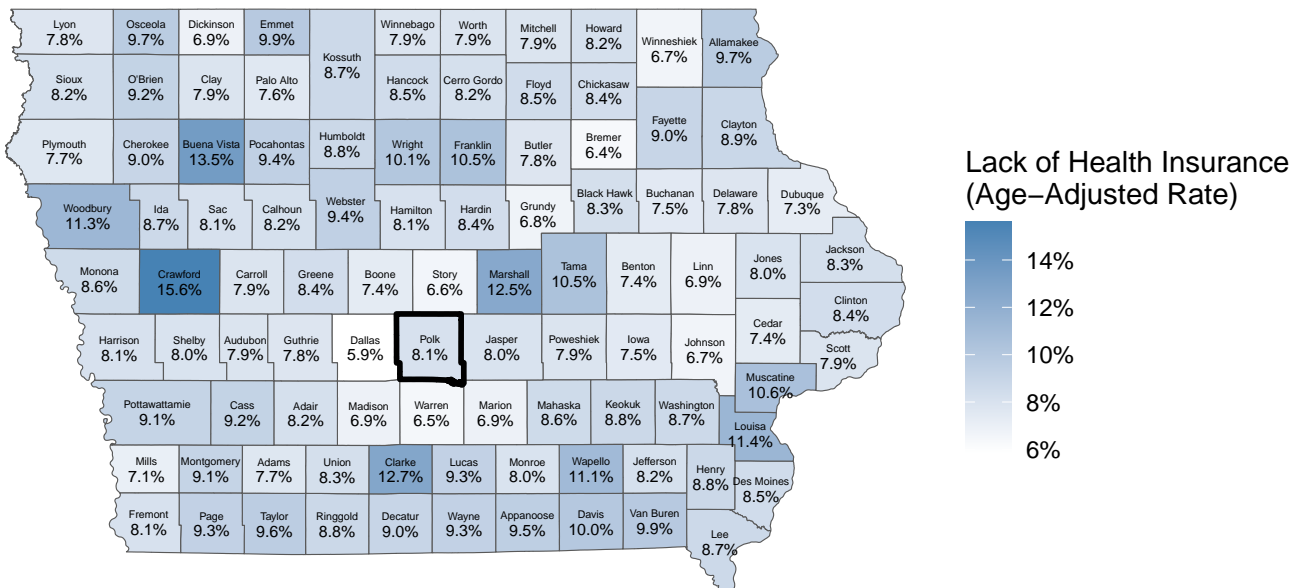 Lyon
7.8%
Osceola
9.7%
Dickinson
6.9%
Emmet
9.9%
Kossuth
8.7%
Winnebago
7.9%
Worth
7.9%
Mitchell
7.9%
Howard
8.2%
Winneshiek
6.7%
Allamakee
9.7%
Sioux
8.2%
O'Brien
9.2%
Clay
7.9%
Palo Alto
7.6%
Hancock
8.5%
Cerro Gordo
8.2%
Floyd
8.5%
Chickasaw
8.4%
Fayette
9.0%
Clayton
8.9%
Plymouth
7.7%
Cherokee
9.0%
Buena Vista
13.5%
Pocahontas
9.4%
Humboldt
8.8%
Wright
10.1%
Franklin
10.5%
Butler
7.8%
Bremer
6.4%
Woodbury
11.3%
Ida
8.7%
Sac
8.1%
Calhoun
8.2%
Webster
9.4%
Hamilton
8.1%
Hardin
8.4%
Grundy
6.8%
Black Hawk
8.3%
Buchanan
7.5%
Delaware
7.8%
Dubuque
7.3%
Monona
8.6%
Crawford
15.6%
Carroll
7.9%
Greene
8.4%
Boone
7.4%
Story
6.6%
Marshall
12.5%
Tama
10.5%
Benton
7.4%
Linn
6.9%
Jones
8.0%
Jackson
8.3%
Clinton
8.4%
Harrison
8.1%
Shelby
8.0%
Audubon
7.9%
Guthrie
7.8%
Dallas
5.9%
Polk
8.1%
Jasper
8.0%
Poweshiek
7.9%
Iowa
7.5%
Johnson
6.7%
Cedar
7.4%
Scott
7.9%
Muscatine
10.6%
Pottawattamie
9.1%
Cass
9.2%
Adair
8.2%
Madison
6.9%
Warren
6.5%
Marion
6.9%
Mahaska
8.6%
Keokuk
8.8%
Washington
8.7%
Louisa
11.4%
Mills
7.1%
Montgomery
9.1%
Adams
7.7%
Union
8.3%
Clarke
12.7%
Lucas
9.3%
Monroe
8.0%
Wapello
11.1%
Jefferson
8.2%
Henry
8.8%
Des Moines
8.5%
Fremont
8.1%
Page
9.3%
Taylor
9.6%
Ringgold
8.8%
Decatur
9.0%
Wayne
9.3%
Appanoose
9.5%
Davis
10.0%
Van Buren
9.9%
Lee
8.7%
Lack of Health Insurance
(Age−Adjusted Rate)
14%
12%
10%
8%
6%